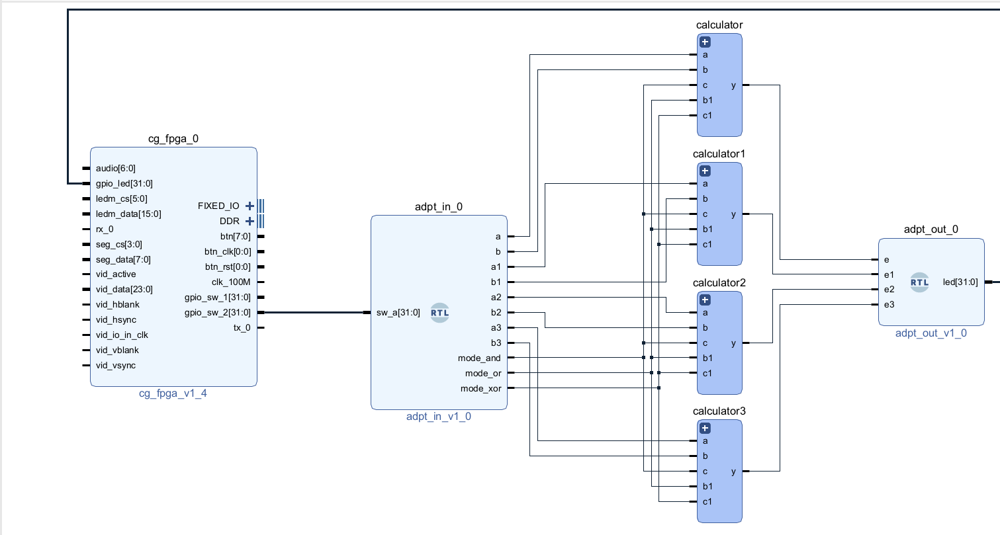 cg_fpga_0
audio[6:0]
gpio_led[31:0]
ledm_cs[5:0]
ledm_data[15:0]
rx_0
seg_cs[3:0]
seg_data[7:0]
vid_active
vid_data[23:0]
vid_hblank
vid_hsync
vid_io_in_clk
vid_vblank
vid_vsync
FIXED_IO
DDR
btn[7:0]
btn_clk[0:0]
btn_rst[0:0]
clk_100M
gpio_sw_1[31:0]
gpio_sw_2[31:0]
tx_0
cg_fpga_v1_4
adpt_in_0
sw_a[31:0]
RTL
a
b
a1
b1
a2
b2
a3
b3
mode_and
mode_or
mode_xor
adpt_in_v1_0
calculator
a
b
c
b1
c1
y
calculator1
a
b
c
b1
c1
y
calculator2
a
b
c
b1
c1
y
calculator3
a
b
c
b1
c1
y
adpt_out_0
e
e1
e2
e3
RTL
led[31:0]
adpt_out_v1_0